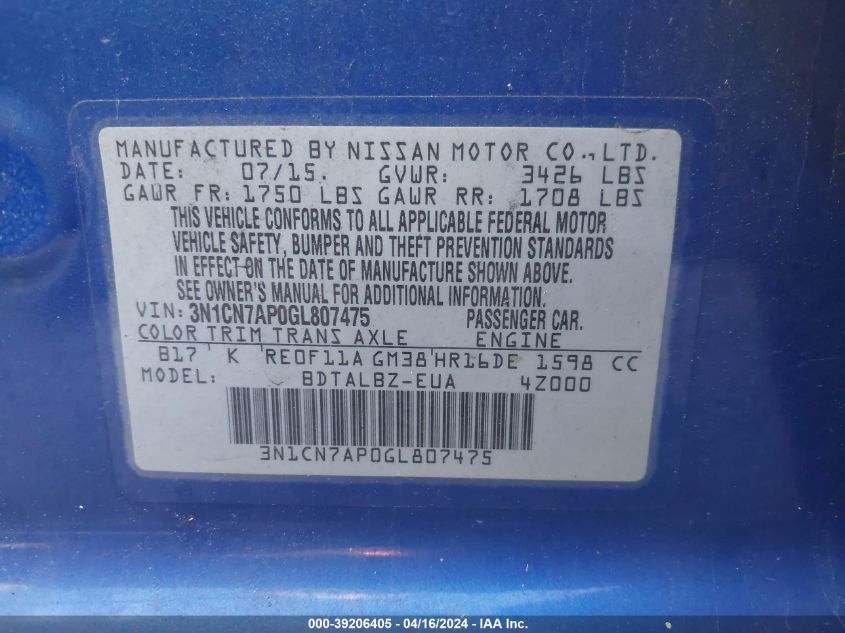 MANUFACTURED BY NISSAN MOTOR CO.,LTD.
DATE: 07/15. GVWR: 3426 LBS
GAWR FR: 1750 LBS GAWR RR: 1708 LBS
THIS VEHICLE CONFORMS TO ALL APPLICABLE FEDERAL MOTOR
VEHICLE SAFETY, BUMPER AND THEFT PREVENTION STANDARDS
IN EFFECT ON THE DATE OF MANUFACTURE SHOWN ABOVE.
SEE OWNER'S MANUAL FOR ADDITIONAL INFORMATION.
VIN: 3N1CN7AP0GL807475 PASSENGER CAR.
COLOR TRIM TRANS AXLE ENGINE
B17 K RE0F11A GM38 HR16DE 1598 CC
MODEL: BDTALBZ-EUA 4Z000
3N1CN7AP0GL807475
000-39206405 - 04/16/2024 - IAAI.com